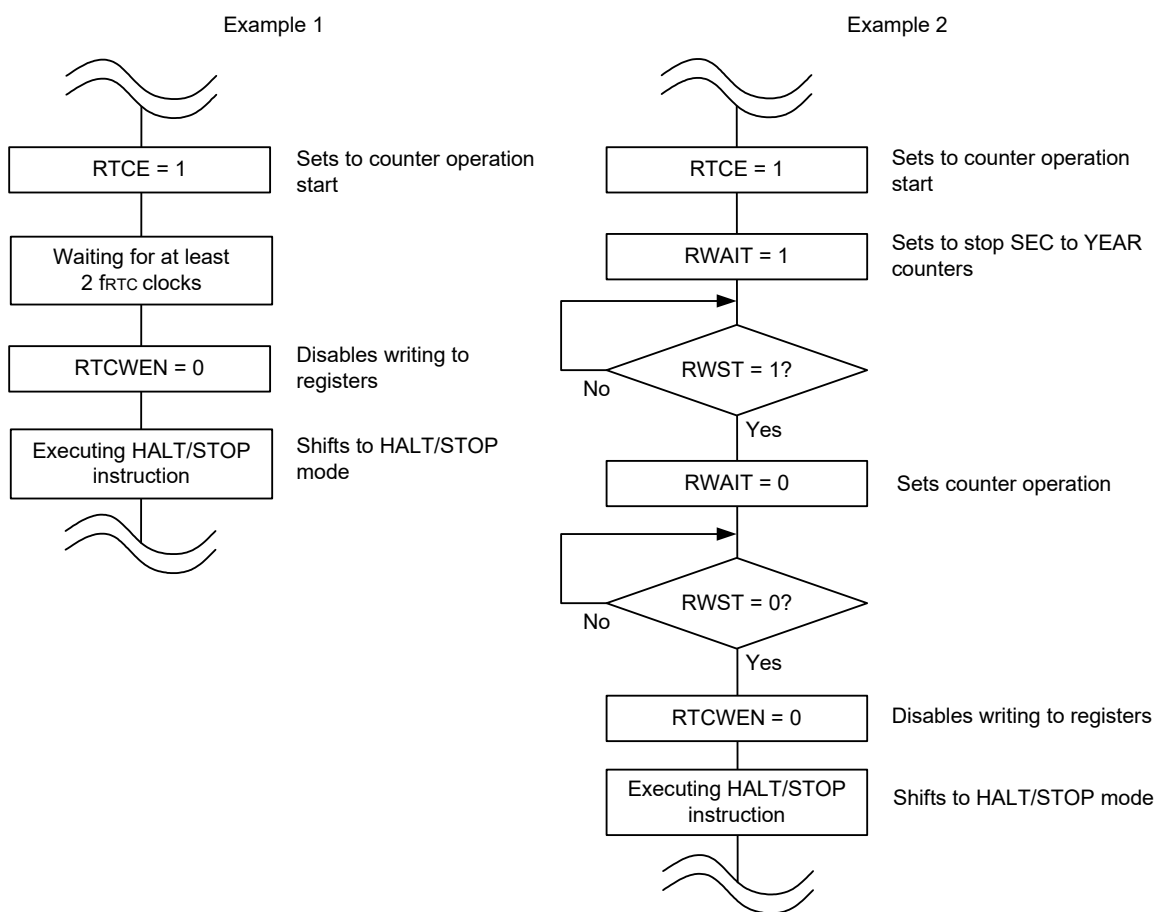 Example 1
RTCE = 1
Sets to counter operation
start
Waiting for at least
2 fRTC clocks
RTCWEN = 0
Disables writing to
registers
Executing HALT/STOP
instruction
Shifts to HALT/STOP
mode
Example 2
RTCE = 1
Sets to counter operation
start
RWAIT = 1
Sets to stop SEC to YEAR
counters
RWST = 1?
No
Yes
RWAIT = 0
Sets counter operation
RWST = 0?
No
Yes
RTCWEN = 0
Disables writing to registers
Executing HALT/STOP
instruction
Shifts to HALT/STOP mode